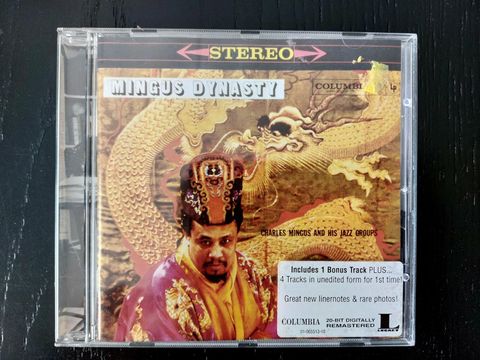 STEREO
MINGUS DYNASTY
COLUMBIA
CHARLES MINGUS AND HIS JAZZ GROUPS
Includes 1 Bonus Track PLUS...
4 Tracks in unedited form for 1st time!
Great new linernotes & rare photos!
COLUMBIA
20-BIT DIGITALLY
REMASTERED
L
LEGACY